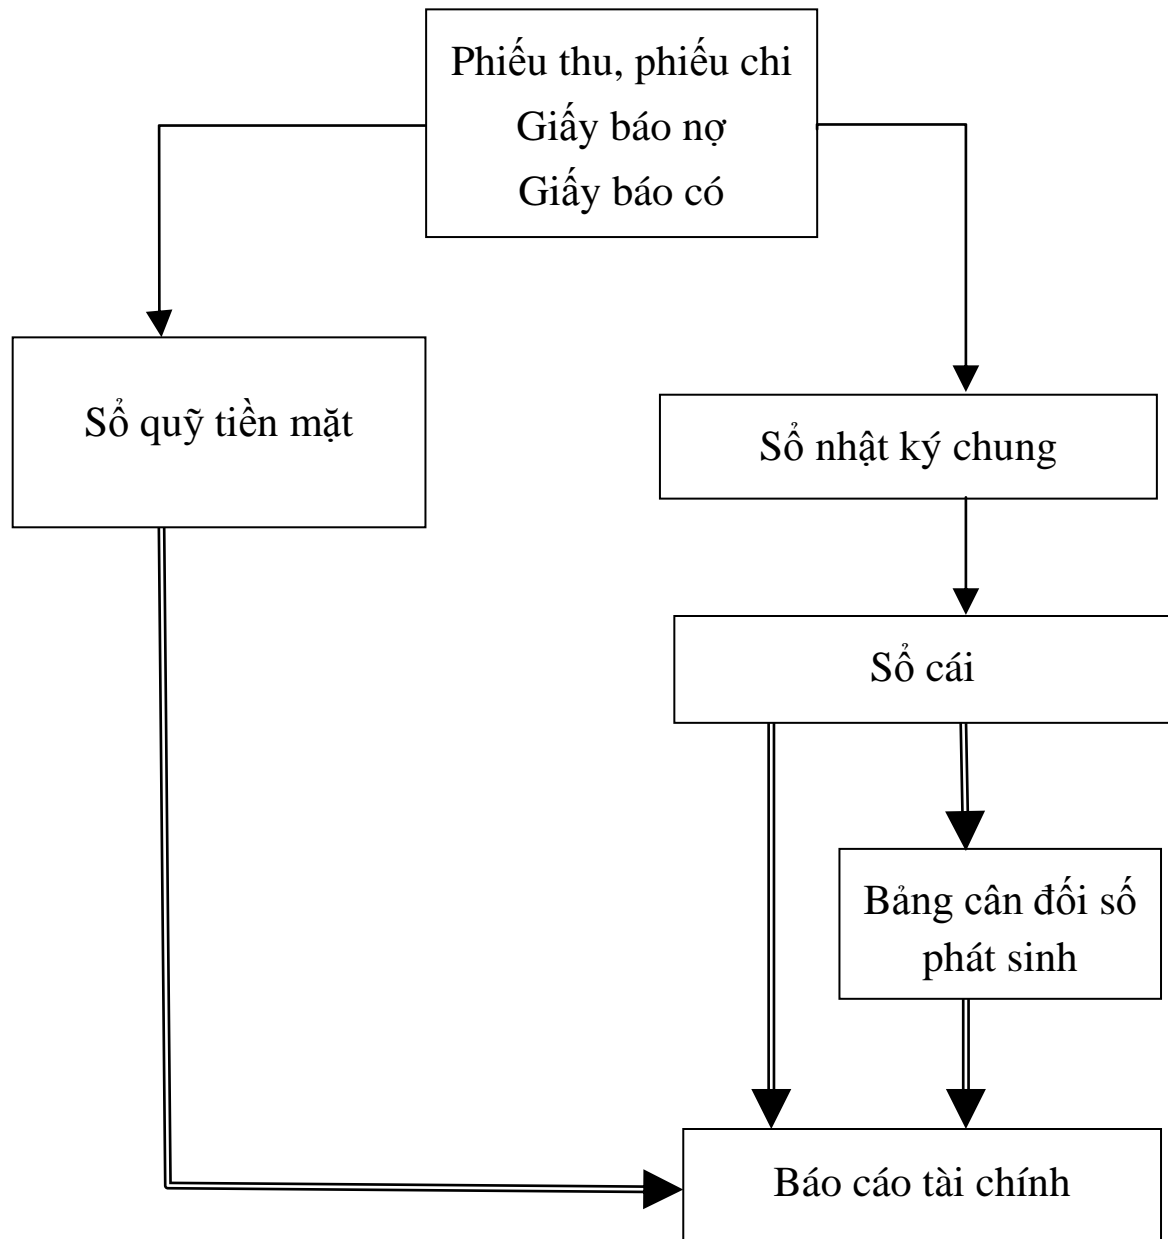 Phiếu thu, phiếu chi
Giấy báo nợ
Giấy báo có
Sổ quỹ tiền mặt
Sổ nhật ký chung
Sổ cái
Bảng cân đối số
phát sinh
Báo cáo tài chính